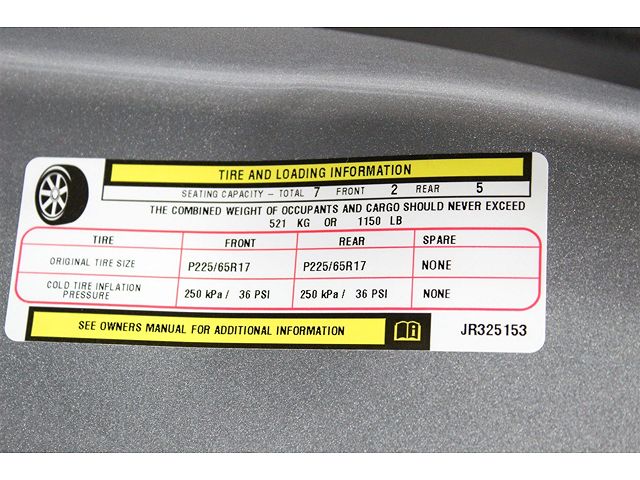 TIRE AND LOADING INFORMATION
SEATING CAPACITY – TOTAL 7 FRONT 2 REAR 5
THE COMBINED WEIGHT OF OCCUPANTS AND CARGO SHOULD NEVER EXCEED
521 KG OR 1150 LB
TIRE FRONT REAR SPARE
ORIGINAL TIRE SIZE P225/65R17 P225/65R17 NONE
COLD TIRE INFLATION
PRESSURE 250 kPa / 36 PSI 250 kPa / 36 PSI NONE
SEE OWNERS MANUAL FOR ADDITIONAL INFORMATION JR325153